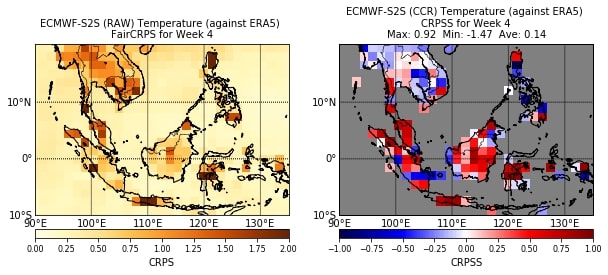 ECMWF-S2S (RAW) Temperature (against ERA5)
FairCRPS for Week 4
10°N
0°
10°S
90°E 100°E 110°E 120°E 130°E
0.00 0.25 0.50 0.75 1.00 1.25 1.50 1.75 2.00
CRPS
ECMWF-S2S (CCR) Temperature (against ERA5)
CRPSS for Week 4
Max: 0.92 Min: -1.47 Ave: 0.14
10°N
0°
10°S
90°E 100°E 110°E 120°E 130°E
−1.00 −0.75 −0.50 −0.25 0.00 0.25 0.50 0.75 1.00
CRPSS